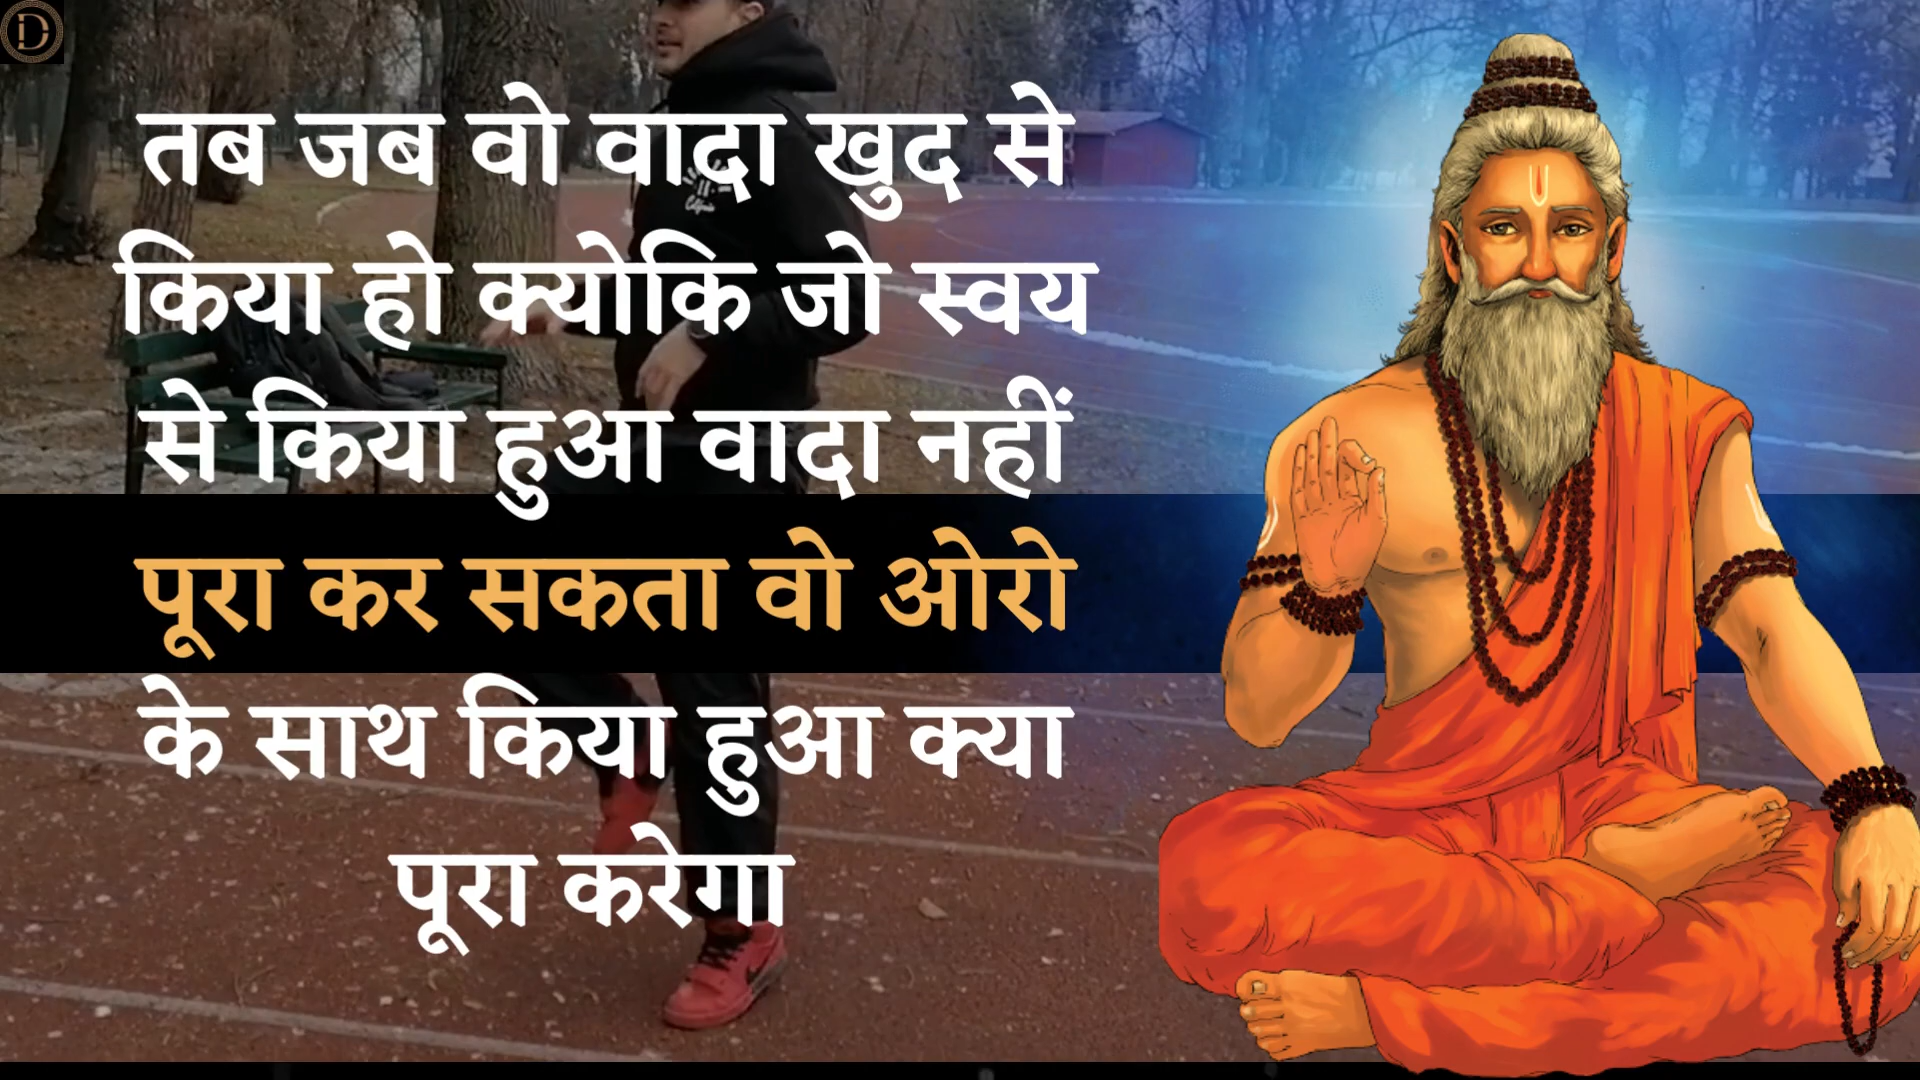 तब जब वो वादा खुद से
किया हो क्योकि जो स्वय
से किया हुआ वादा नहीं
पूरा कर सकता वो ओरो
के साथ किया हुआ क्या
पूरा करेगा